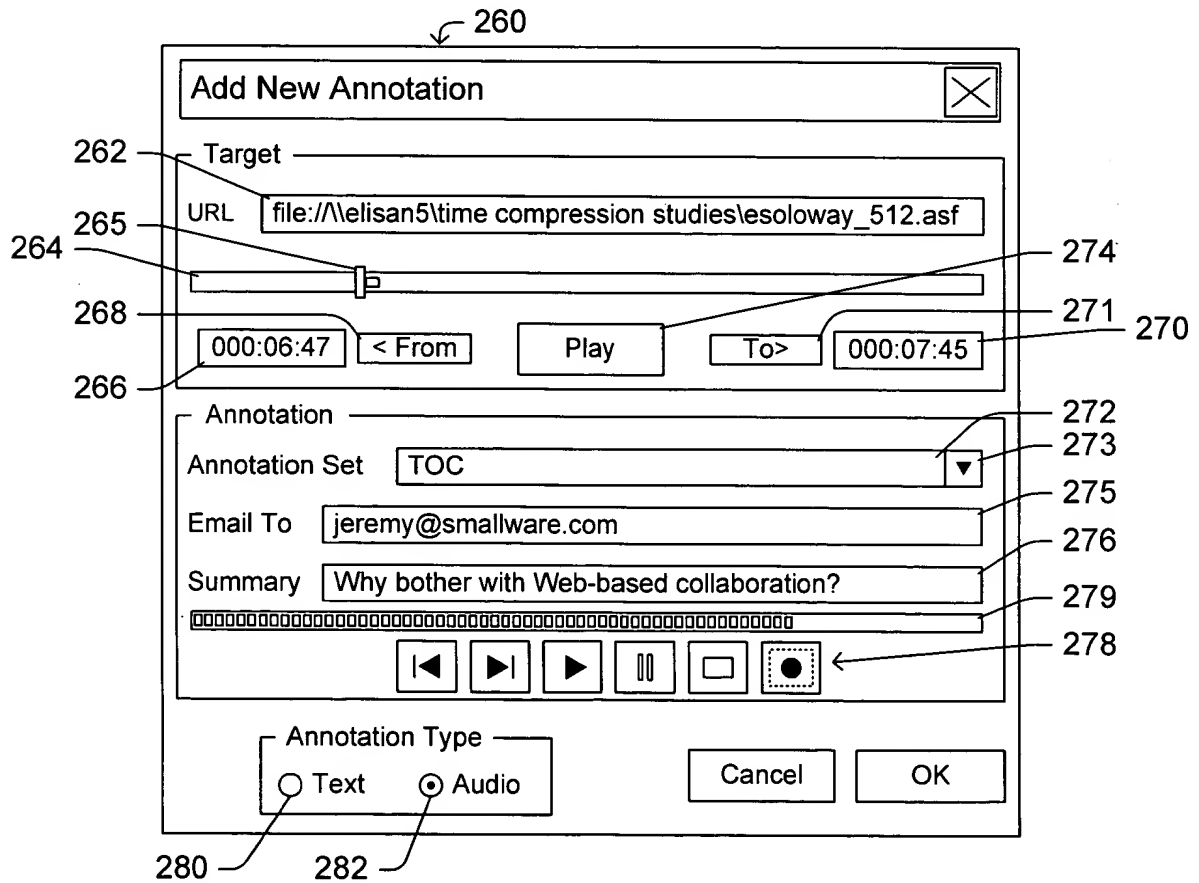 260
Add New Annotation
262
Target
URL file://\\elisan5\time compression studies\esoloway_512.asf
265
264
274
268
271
270
000:06:47 < From Play To> 000:07:45
266
Annotation
272
Annotation Set TOC
273
275
Email To jeremy@smallware.com
276
Summary Why bother with Web-based collaboration?
279
278
Annotation Type
Text Audio
Cancel OK
280 282